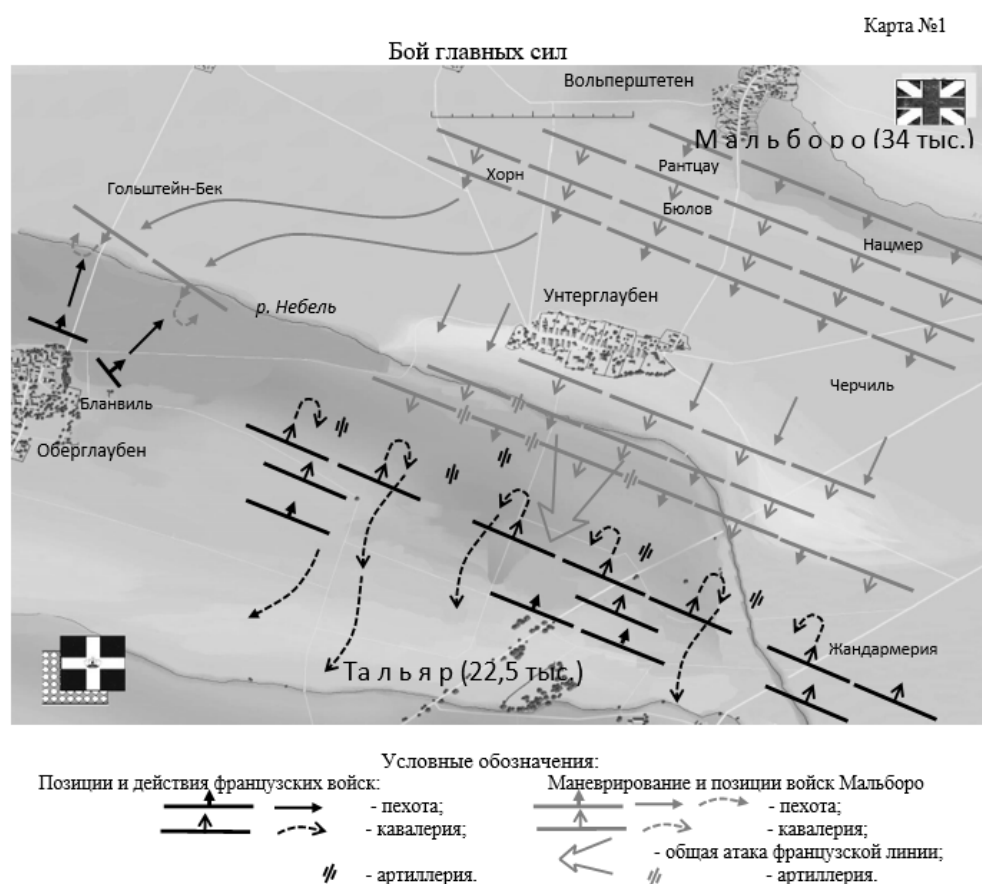 Карта №1
Бой главных сил
Вольперштетен
Мальборо (34 тыс.)
Хорн
Рантцау
Гольштейн-Бек
Бюлов
Нацмер
р. Небель
Унтерглаубен
Черчиль
Бланвиль
Оберглаубен
Жандармерия
Тальяр (22,5 тыс.)
Условные обозначения:
Позиции и действия французских войск:
- пехота;
- кавалерия;
- артиллерия.
Маневрирование и позиции войск Мальборо
- пехота;
- кавалерия;
- общая атака французской линии;
- артиллерия.